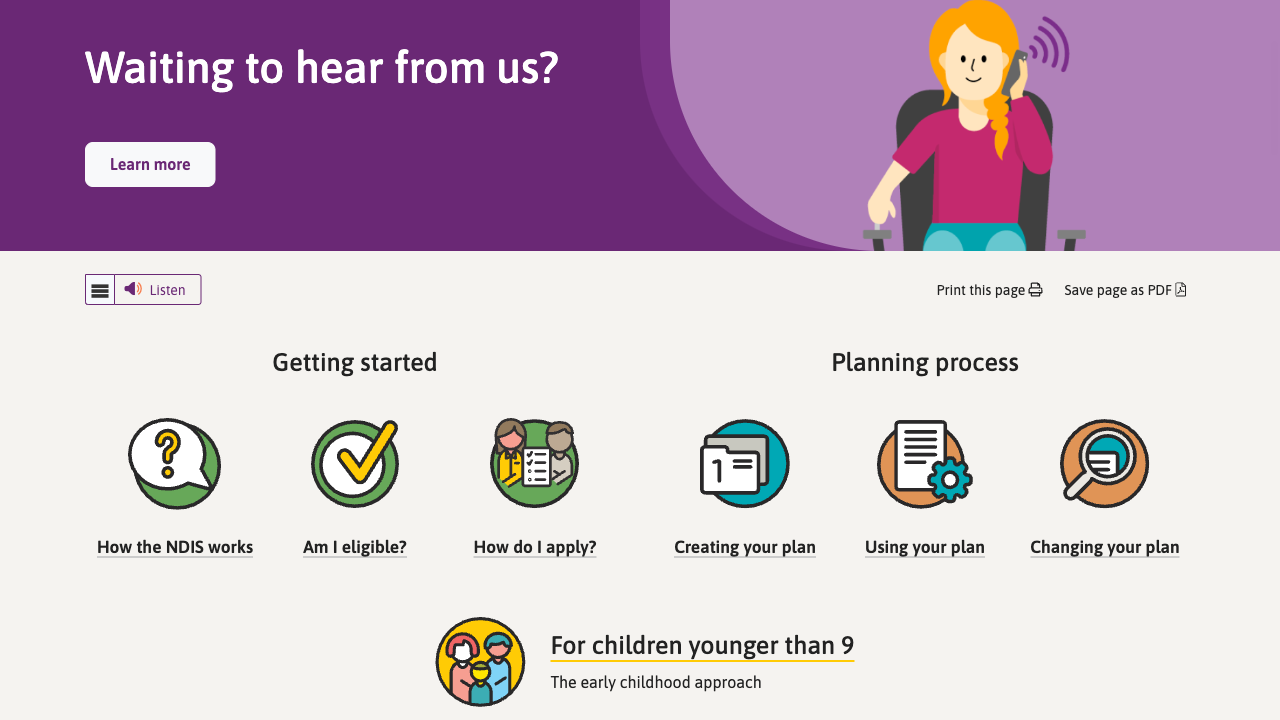 Waiting to hear from us?
Learn more
Listen
Print this page
Save page as PDF
Getting started
Planning process
1
How the NDIS works
Am I eligible?
How do I apply?
Creating your plan
Using your plan
Changing your plan
For children younger than 9
The early childhood approach